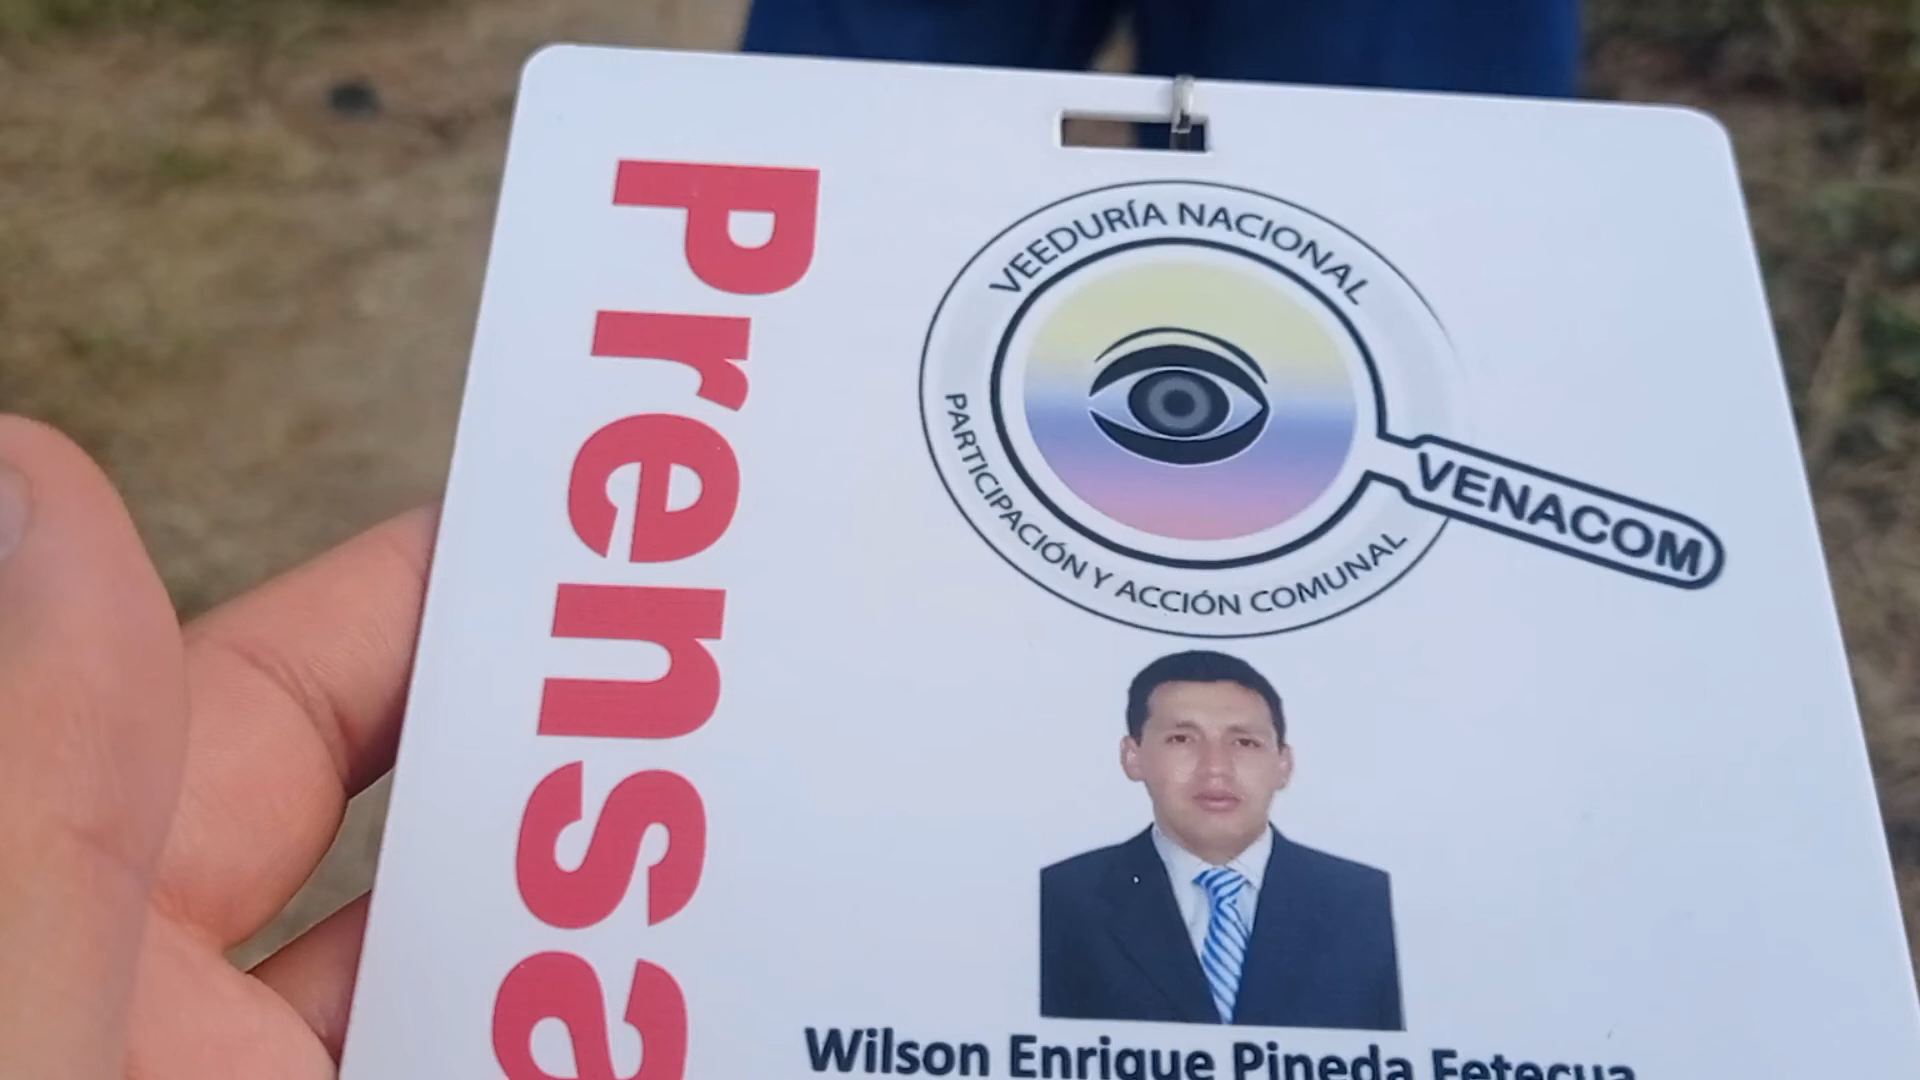 Prensa
VEEDURÍA NACIONAL
PARTICIPACIÓN Y ACCIÓN COMUNAL
VENACOM
Wilson Enrique Pineda Fetecua